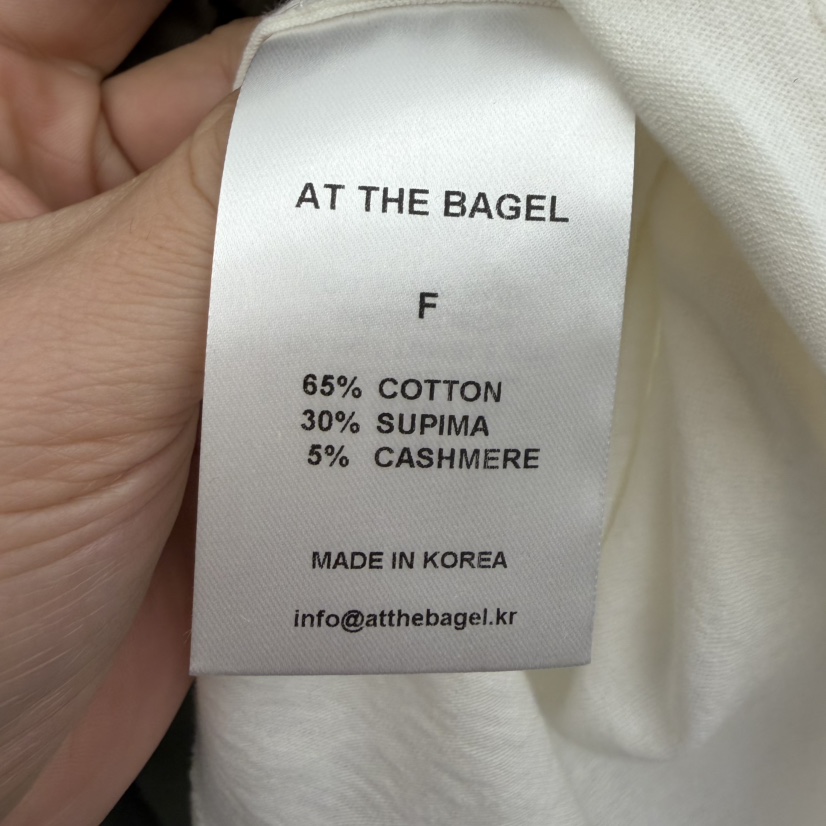 AT THE BAGEL
F
65% COTTON
30% SUPIMA
5% CASHMERE
MADE IN KOREA
info@atthebagel.kr